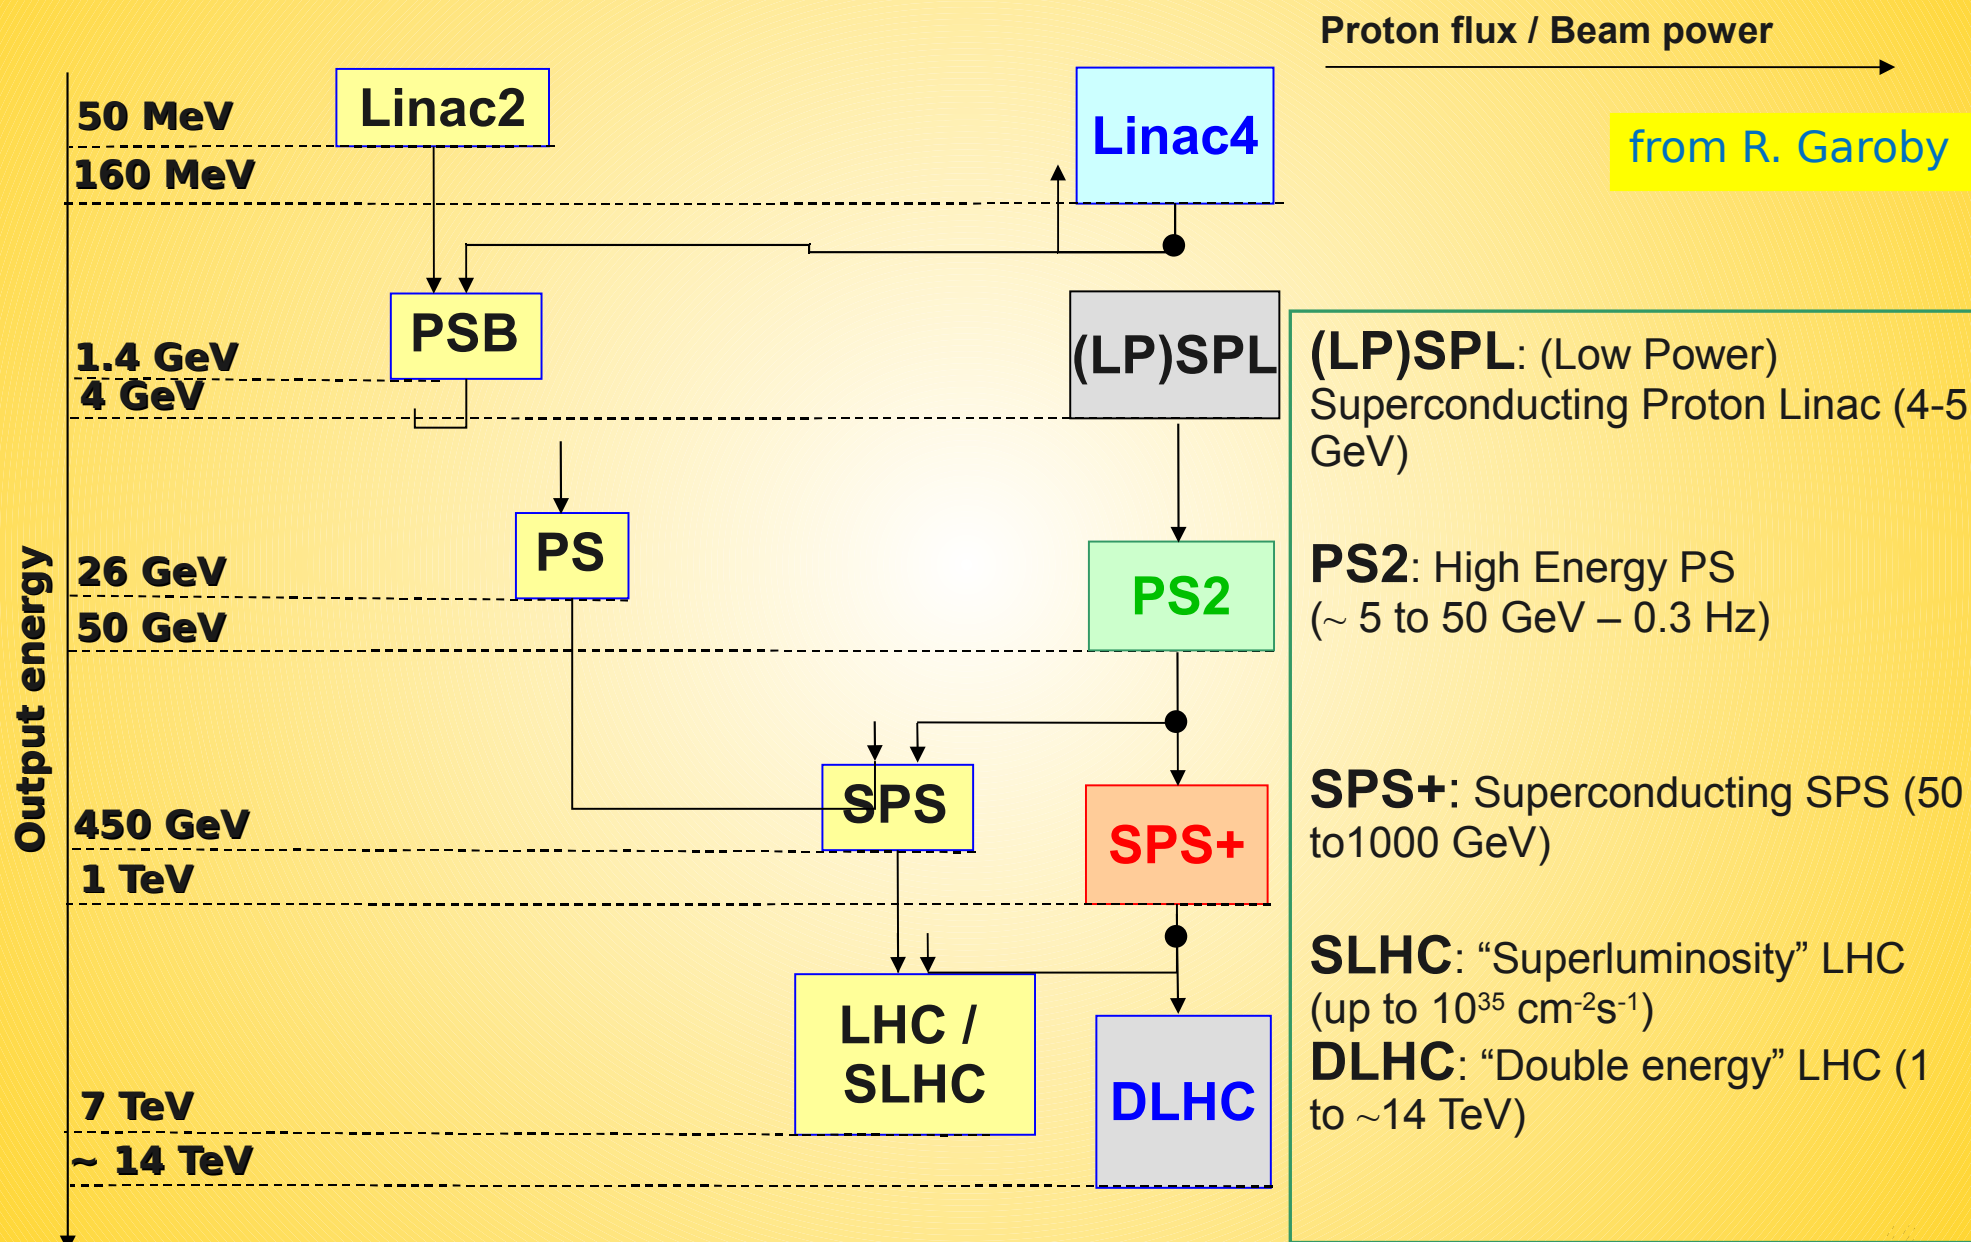 Proton flux / Beam power
Linac2
Linac4
50 MeV
from R. Garoby
160 MeV
PSB
(LP)SPL
1.4 GeV
4 GeV
(LP)SPL: (Low Power)
Superconducting Proton Linac (4-5
GeV)
PS
26 GeV
PS2
PS2: High Energy PS
(~ 5 to 50 GeV – 0.3 Hz)
50 GeV
Output energy
SPS
450 GeV
SPS+
SPS+: Superconducting SPS (50
to1000 GeV)
1 TeV
LHC /
SLHC
SLHC: “Superluminosity” LHC
(up to 10³⁵ cm⁻²s⁻¹)
DLHC: “Double energy” LHC (1
to ~14 TeV)
DLHC
7 TeV
~ 14 TeV